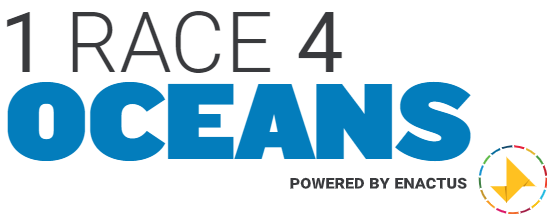 1 RACE 4
OCEANS
POWERED BY ENACTUS